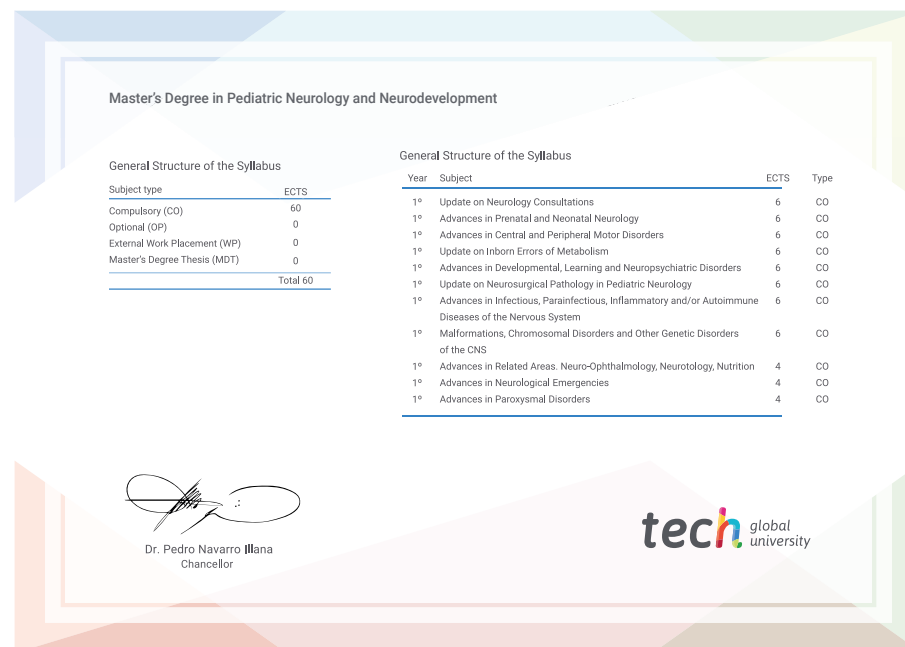 Master's Degree in Pediatric Neurology and Neurodevelopment
General Structure of the Syllabus
Subject type ECTS
Compulsory (CO) 60
Optional (OP) 0
External Work Placement (WP) 0
Master's Degree Thesis (MDT) 0
Total 60
General Structure of the Syllabus
Year Subject ECTS Type
1º Update on Neurology Consultations 6 CO
1º Advances in Prenatal and Neonatal Neurology 6 CO
1º Advances in Central and Peripheral Motor Disorders 6 CO
1º Update on Inborn Errors of Metabolism 6 CO
1º Advances in Developmental, Learning and Neuropsychiatric Disorders 6 CO
1º Update on Neurosurgical Pathology in Pediatric Neurology 6 CO
1º Advances in Infectious, Parainfectious, Inflammatory and/or Autoimmune 6 CO
Diseases of the Nervous System
1º Malformations, Chromosomal Disorders and Other Genetic Disorders 6 CO
of the CNS
1º Advances in Related Areas. Neuro-Ophthalmology, Neurotology, Nutrition 4 CO
1º Advances in Neurological Emergencies 4 CO
1º Advances in Paroxysmal Disorders 4 CO
Dr. Pedro Navarro Illana
Chancellor
tech global
university